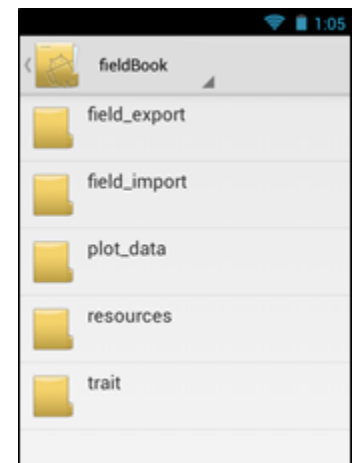 1:05
fieldBook
field_export
field_import
plot_data
resources
trait